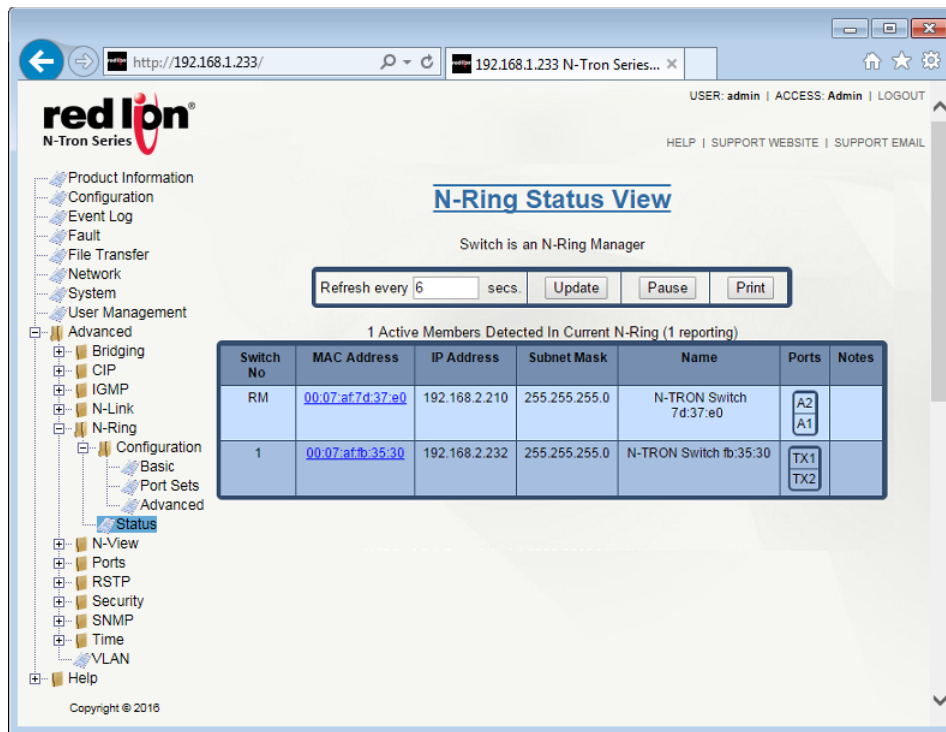 http://192.168.1.233/
192.168.1.233 N-Tron Series...
USER: admin | ACCESS: Admin | LOGOUT
red lion®
N-Tron Series
HELP | SUPPORT WEBSITE | SUPPORT EMAIL
Product Information
Configuration
Event Log
Fault
File Transfer
Network
System
User Management
Advanced
Bridging
CIP
IGMP
N-Link
N-Ring
Configuration
Basic
Port Sets
Advanced
Status
N-View
Ports
RSTP
Security
SNMP
Time
VLAN
Help
Copyright © 2016
N-Ring Status View
Switch is an N-Ring Manager
Refresh every 6 secs. Update Pause Print
1 Active Members Detected In Current N-Ring (1 reporting)
Switch No MAC Address IP Address Subnet Mask Name Ports Notes
RM 00:07:af:7d:37:e0 192.168.2.210 255.255.255.0 N-TRON Switch 7d:37:e0 A2 A1
1 00:07:af:fb:35:30 192.168.2.232 255.255.255.0 N-TRON Switch fb:35:30 TX1 TX2